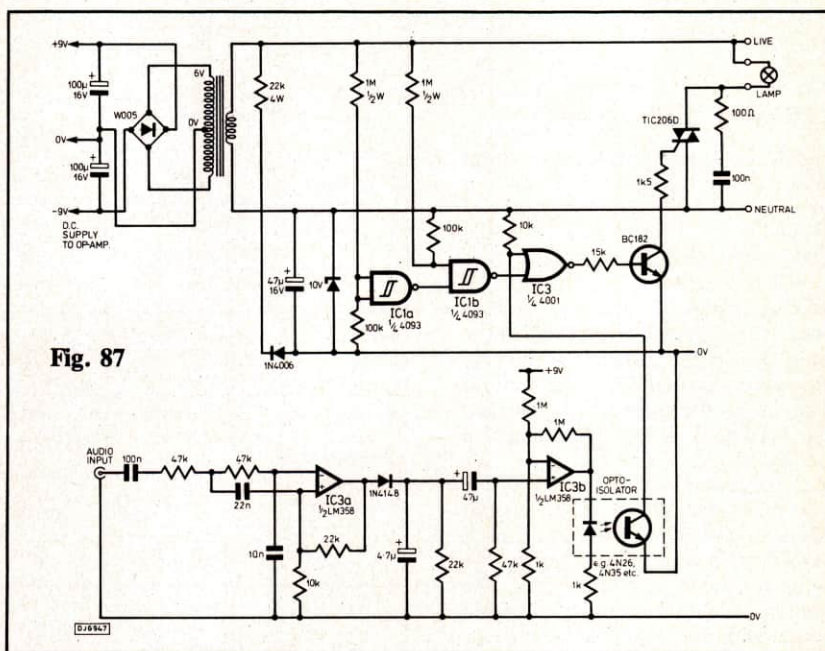 +9V
100µ
16V
0V
100µ
16V
-9V
D.C.
SUPPLY
TO OP-AMP.
W005
6V
0V
22k
4W
1M
½W
1M
½W
LIVE
LAMP
TIC206D
100Ω
1k5
100n
NEUTRAL
47µ
16V
10V
100k
10k
IC1a
¼ 4093
100k
IC1b
¼ 4093
IC3
¼ 4001
15k
BC182
1N4006
0V
Fig. 87
AUDIO
INPUT
100n
47k
47k
22n
10n
IC3a
½LM358
22k
10k
1N4148
4·7µ
47µ
22k
47k
+9V
1M
1M
IC3b
½LM358
1k
OPTO-
ISOLATOR
e.g. 4N26,
4N35 etc.
1k
0V
DJ6947